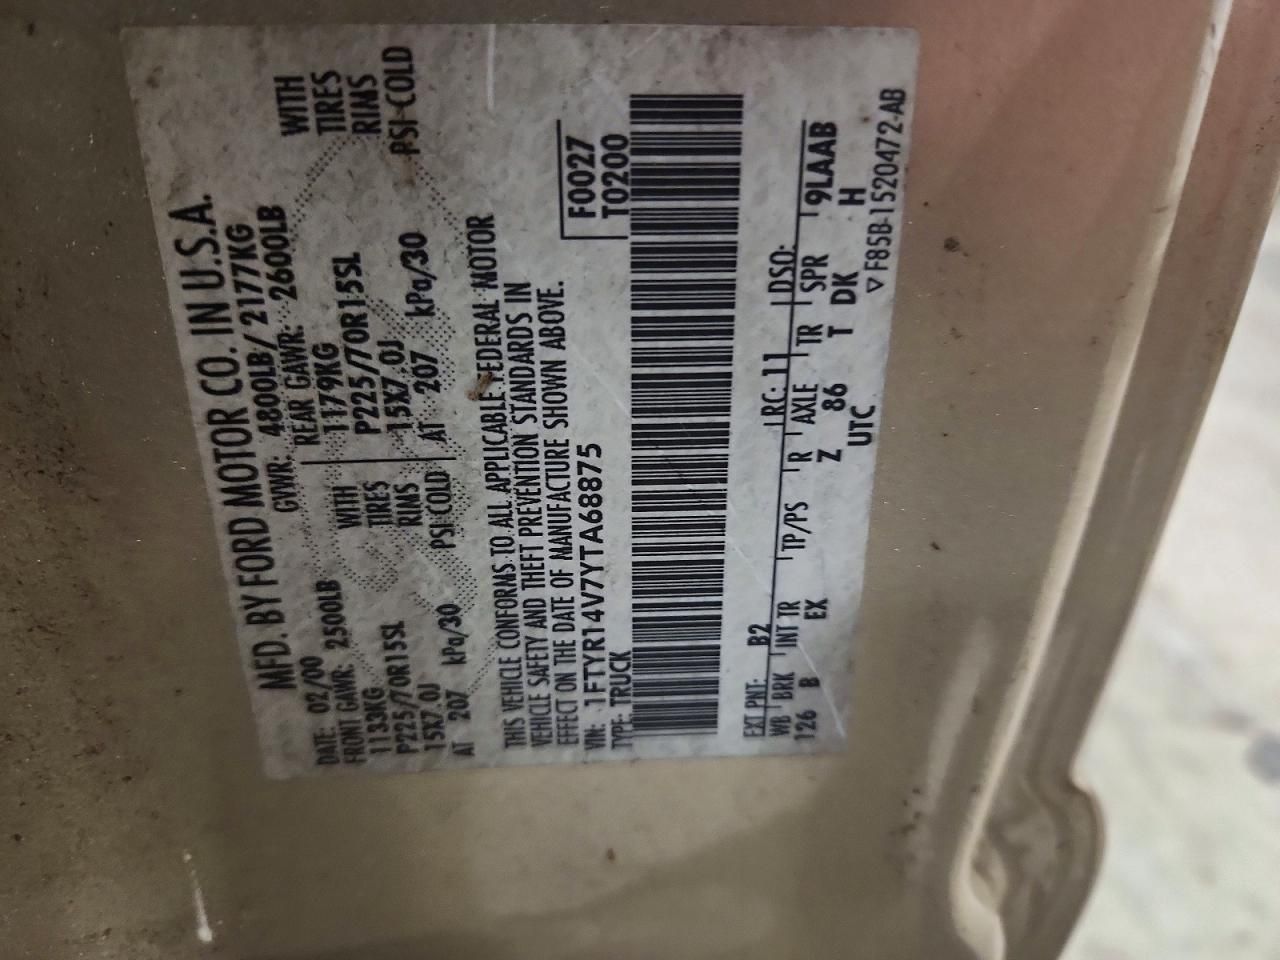 MFD. BY FORD MOTOR CO. IN U.S.A.
DATE: 02/00 GVWR: 4800LB/ 2177KG
FRONT GAWR: 2500LB REAR GAWR: 2600LB
1133KG WITH 1179KG WITH
P225/70R15SL TIRES P225/70R15SL TIRES
15X7.0J RIMS 15X7.0J RIMS
AT 207 kPa/30 PSI COLD AT 207 kPa/30 PSI COLD
THIS VEHICLE CONFORMS TO ALL APPLICABLE FEDERAL MOTOR
VEHICLE SAFETY AND THEFT PREVENTION STANDARDS IN
EFFECT ON THE DATE OF MANUFACTURE SHOWN ABOVE.
VIN: 1FTYR14V7YTA68875 F0027
TYPE: TRUCK T0200
EXT PNT: B2 RC: 11 DSO:
WB BRK INT TR TP/PS R AXLE TR SPR 9LAAB
126 B EX Z 86 T DK H
UTC ▽ F85B-1520472-AB